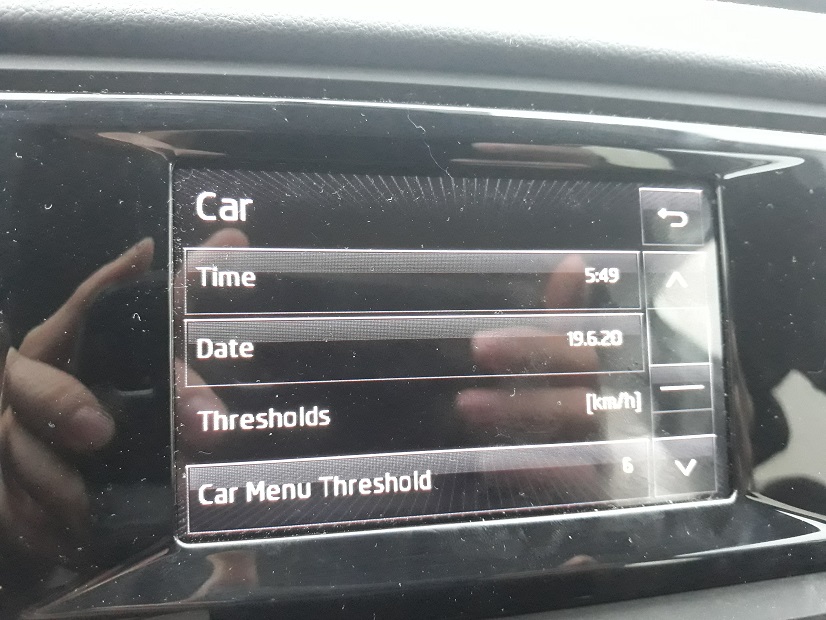 Car
Time 5:49
Date 19.6.20
Thresholds [km/h]
Car Menu Threshold 6